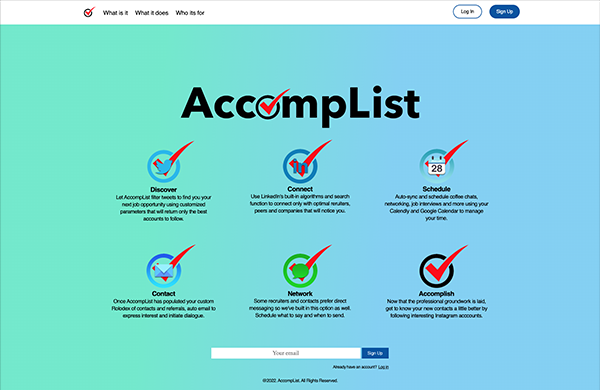 What is it What it does Who its for Log In Sign Up
AccompList
Discover
Let AccompList filter tweets to find you your
next job opportunity using customized
parameters that will return only the best
accounts to follow.
Connect
Use LinkedIn's built-in algorithms and search
function to connect only with optimal reruiters,
peers and companies that will notice you.
28
Schedule
Auto-sync and schedule coffee chats,
networking, job interviews and more using your
Calendly and Google Calendar to manage
your time.
Contact
Once AccompList has populated your custom
Rolodex of contacts and referrals, auto email to
express interest and initiate dialogue.
Network
Some recruiters and contacts prefer direct
messaging so we've built in this option as well.
Schedule what to say and when to send.
Accomplish
Now that the professional groundwork is laid,
get to know your new contacts a little better by
following interesting Instagram acccounts.
Your email Sign Up
Already have an account? Log in
©2022. AccompList. All Rights Reserved.